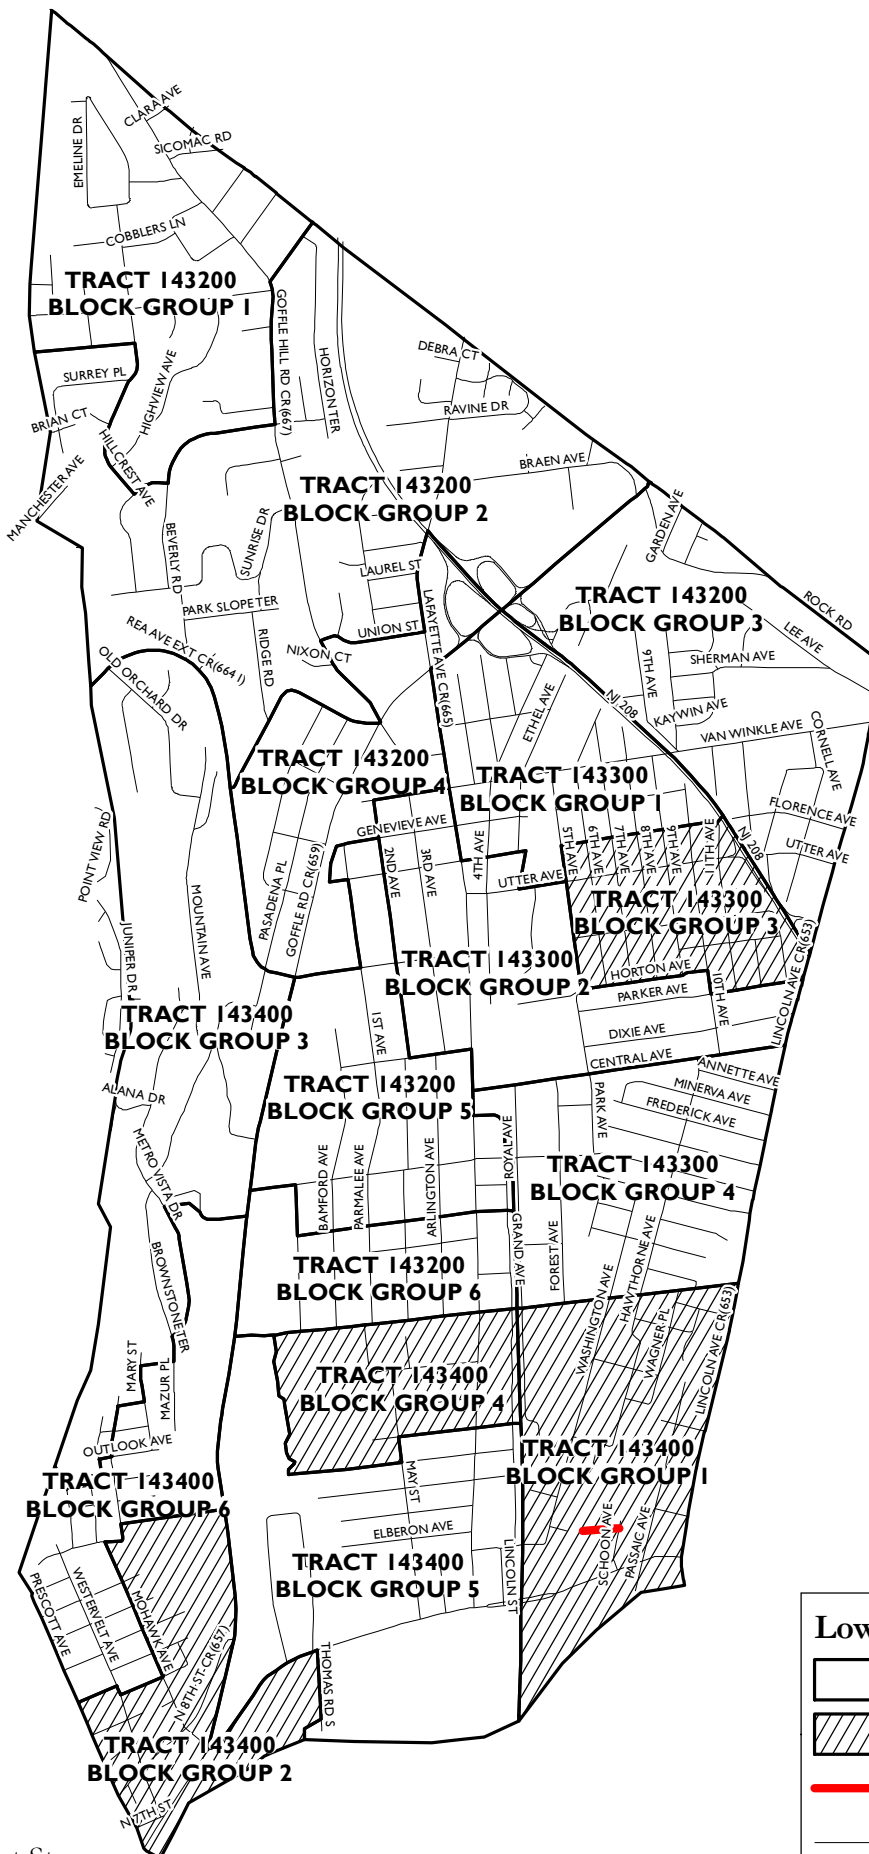 CLARA AVE
SICOMAC RD
EMELINE DR
COBBLERS LN
TRACT 143200
BLOCK GROUP 1
GOFFLE HILL RD CR(667)
HORIZON TER
DEBRA CT
SURREY PL
HIGHVIEW AVE
RAVINE DR
BRIAN CT
HILLCREST AVE
MANCHESTER AVE
BRAEN AVE
TRACT 143200
BLOCK GROUP 2
GARDEN AVE
BEVERLY RD
SUNRISE DR
LAUREL ST
LAFAYETTE AVE CR(665)
TRACT 143200
BLOCK GROUP 3
ROCK RD
PARK SLOPE TER
UNION ST
LEE AVE
REA AVE EXT CR(664 I)
RIDGE RD
NIXON CT
9TH AVE
SHERMAN AVE
OLD ORCHARD DR
ETHEL AVE
NJ 208
KAYWIN AVE
VAN WINKLE AVE
CORNELL AVE
TRACT 143200
BLOCK GROUP 4
TRACT 143300
BLOCK GROUP 1
FLORENCE AVE
GENEVIEVE AVE
POINT VIEW RD
PASADENA PL
GOFFLE RD CR(659)
2ND AVE
3RD AVE
4TH AVE
5TH AVE
6TH AVE
7TH AVE
8TH AVE
9TH AVE
11TH AVE
NJ 208
UTTER AVE
UTTER AVE
MOUNTAIN AVE
TRACT 143300
BLOCK GROUP 3
JUNIPER DR
TRACT 143300
BLOCK GROUP 2
HORTON AVE
LINCOLN AVE CR(653)
PARKER AVE
10TH AVE
TRACT 143400
BLOCK GROUP 3
1ST AVE
DIXIE AVE
CENTRAL AVE
ANNETTE AVE
ALANA DR
TRACT 143200
BLOCK GROUP 5
PARK AVE
MINERVA AVE
FREDERICK AVE
METRO VISTA DR
BAMFORD AVE
PARMALEE AVE
ARLINGTON AVE
ROYAL AVE
TRACT 143300
BLOCK GROUP 4
BROWNSTONE TER
TRACT 143200
BLOCK GROUP 6
GRAND AVE
FOREST AVE
WASHINGTON AVE
HAWTHORNE AVE
WAGNER PL
LINCOLN AVE CR(653)
MARY ST
MAZUR PL
TRACT 143400
BLOCK GROUP 4
OUTLOOK AVE
TRACT 143400
BLOCK GROUP 1
TRACT 143400
BLOCK GROUP 6
MAY ST
ELBERON AVE
SCHOON AVE
PASSAIC AVE
LINCOLN ST
TRACT 143400
BLOCK GROUP 5
PRESCOTT AVE
WESTERVELT AVE
MOHAWK AVE
N 8TH ST-CR(657)
THOMAS RD S
Low
TRACT 143400
BLOCK GROUP 2
N 7TH ST